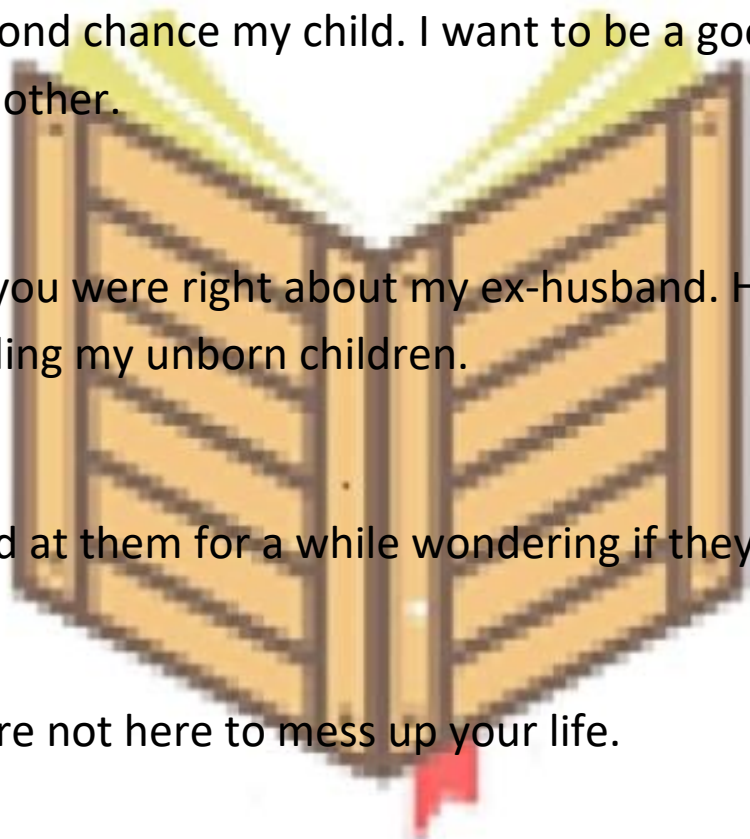 ond chance my child. I want to be a goo
other.
you were right about my ex-husband. H
ling my unborn children.
d at them for a while wondering if they
re not here to mess up your life.